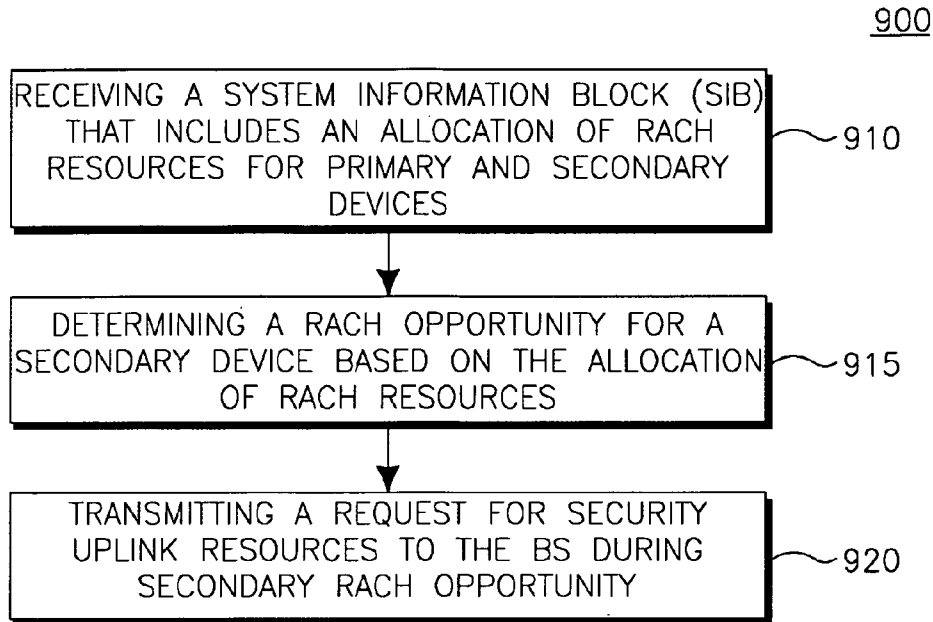 900
RECEIVING A SYSTEM INFORMATION BLOCK (SIB)
THAT INCLUDES AN ALLOCATION OF RACH
RESOURCES FOR PRIMARY AND SECONDARY
DEVICES
910
DETERMINING A RACH OPPORTUNITY FOR A
SECONDARY DEVICE BASED ON THE ALLOCATION
OF RACH RESOURCES
915
TRANSMITTING A REQUEST FOR SECURITY
UPLINK RESOURCES TO THE BS DURING
SECONDARY RACH OPPORTUNITY
920